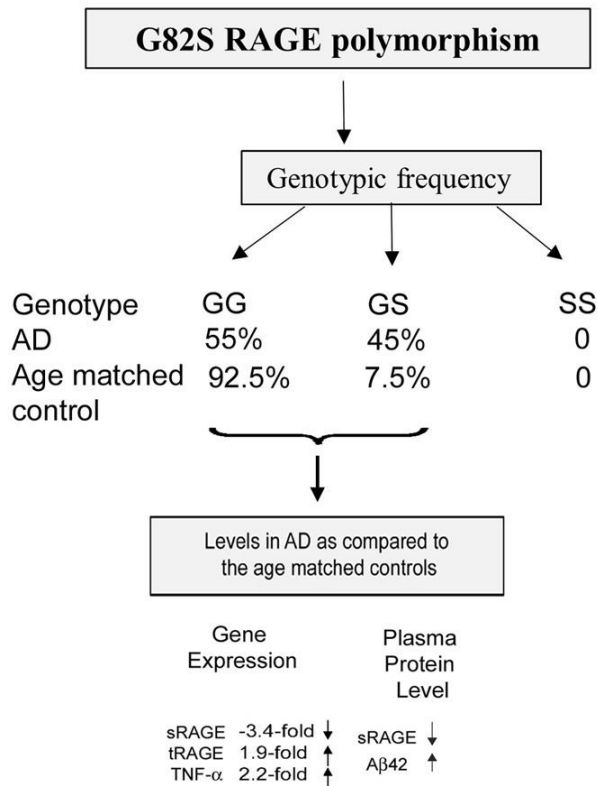 G82S RAGE polymorphism
Genotypic frequency
Genotype GG GS SS
AD 55% 45% 0
Age matched 92.5% 7.5% 0
control
Levels in AD as compared to
the age matched controls
Gene
Expression
Plasma
Protein
Level
sRAGE -3.4-fold ↓
tRAGE 1.9-fold ↑
TNF-α 2.2-fold ↑
sRAGE ↓
Aβ42 ↑